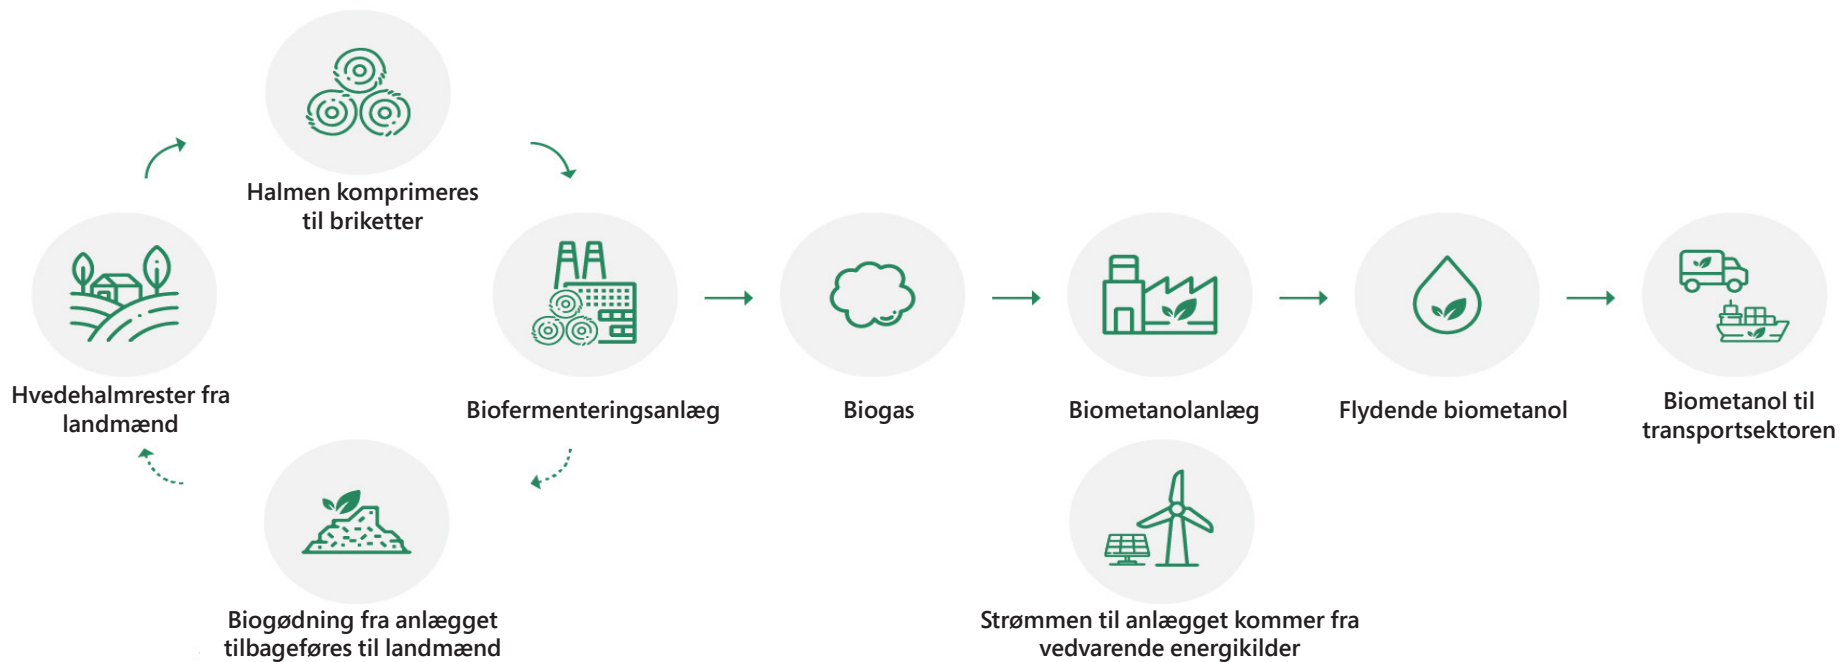 Halmen komprimeres
til briketter
Hvedehalmrester fra
landmænd
Biofermenteringsanlæg
Biogas
Biometanolanlæg
Flydende biometanol
Biometanol til
transportsektoren
Biogødning fra anlægget
tilbageføres til landmænd
Strømmen til anlægget kommer fra
vedvarende energikilder